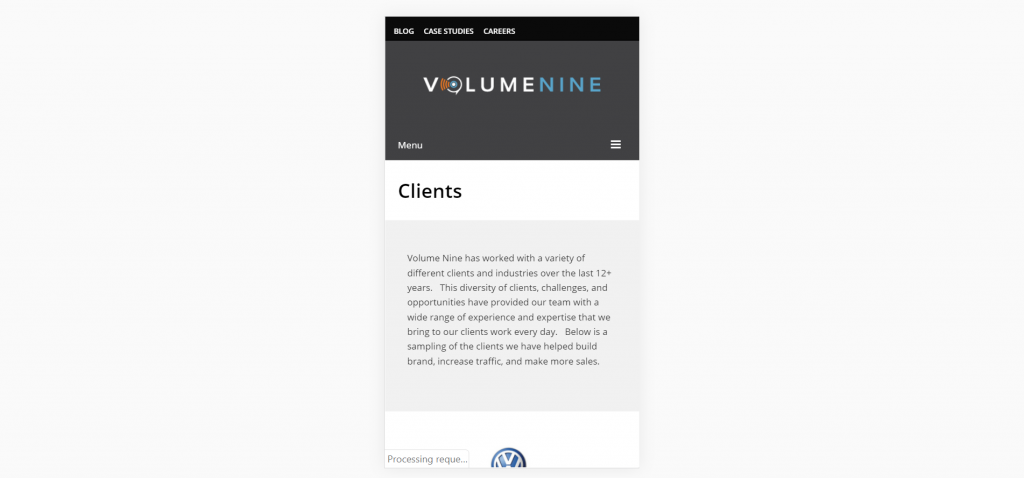 BLOG CASE STUDIES CAREERS
VOLUMENINE
Menu
Clients
Volume Nine has worked with a variety of
different clients and industries over the last 12+
years. This diversity of clients, challenges, and
opportunities have provided our team with a
wide range of experience and expertise that we
bring to our clients work every day. Below is a
sampling of the clients we have helped build
brand, increase traffic, and make more sales.
Processing reque...